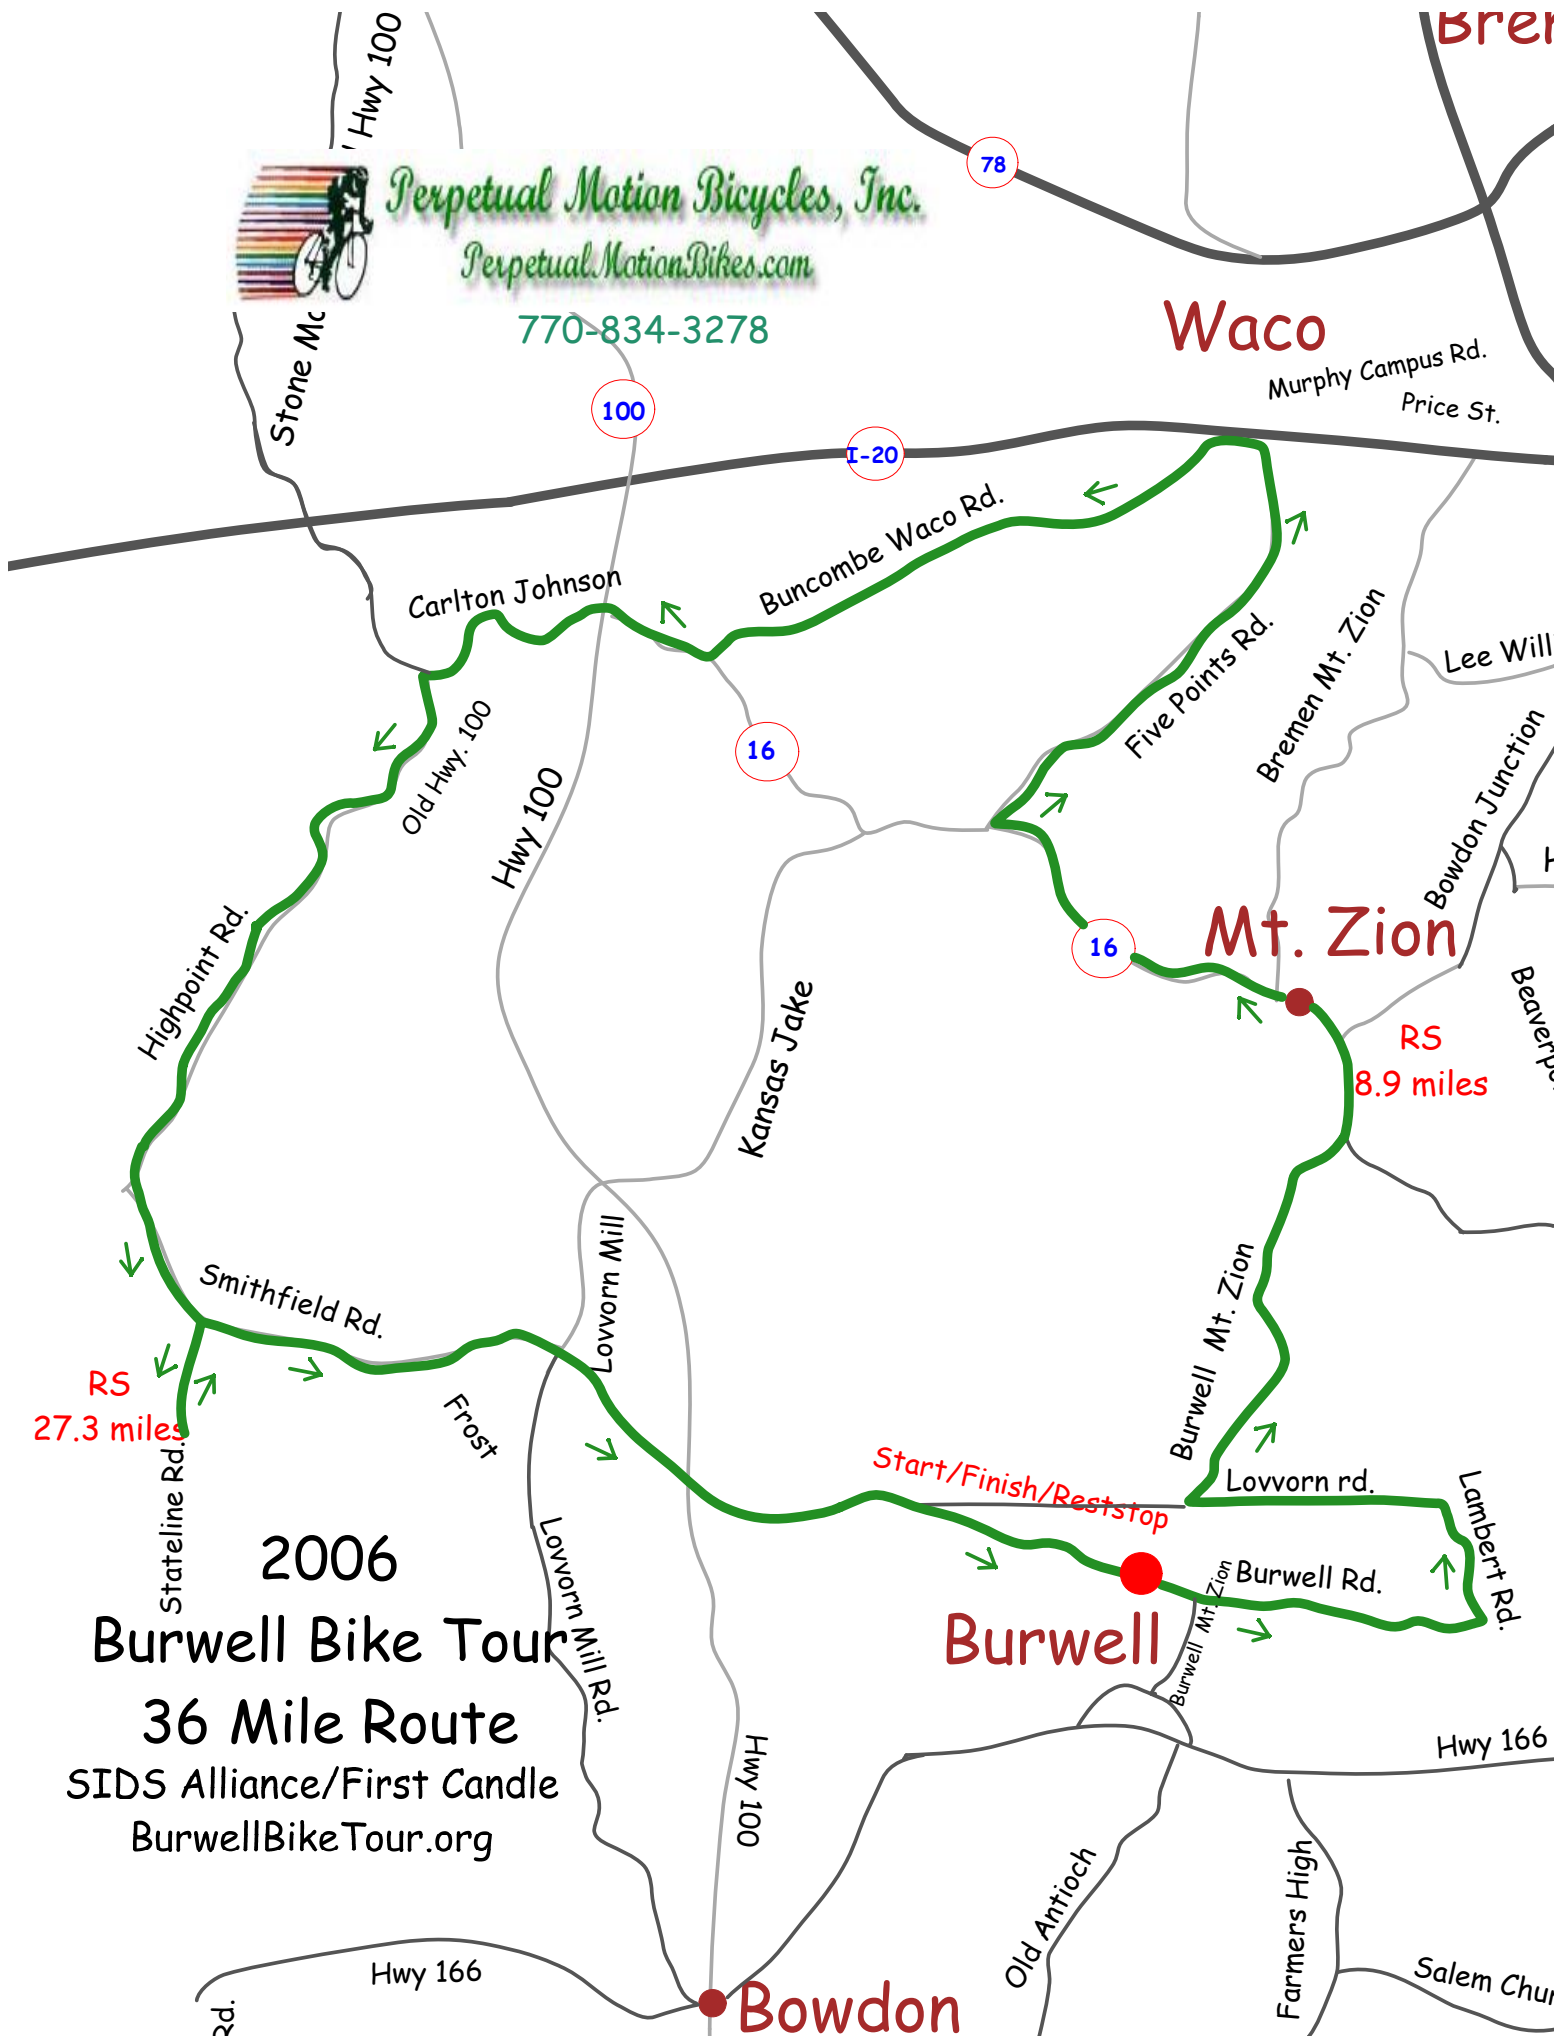 Bre
Hwy 100
78
Perpetual Motion Bicycles, Inc.
PerpetualMotionBikes.com
770-834-3278
Waco
Murphy Campus Rd.
Price St.
Stone Mo
100
I-20
Buncombe Waco Rd.
Carlton Johnson
Five Points Rd.
Bremen Mt. Zion
Lee Will
Old Hwy. 100
Hwy 100
16
Bowdon Junction
H
Highpoint Rd.
16
Mt. Zion
Kansas Jake
Beaverp
RS
8.9 miles
Lovvorn Mill
Smithfield Rd.
Burwell Mt. Zion
RS
27.3 miles
Frost
Stateline Rd.
Start/Finish/Reststop
Lovvorn rd.
Lambert Rd.
Burwell Rd.
Burwell Mt. Zion
Burwell
2006
Burwell Bike Tour
36 Mile Route
SIDS Alliance/First Candle
BurwellBikeTour.org
Lovvorn Mill Rd.
Hwy 100
Hwy 166
Old Antioch
Farmers High
Hwy 166
Salem Chur
Rd.
Bowdon